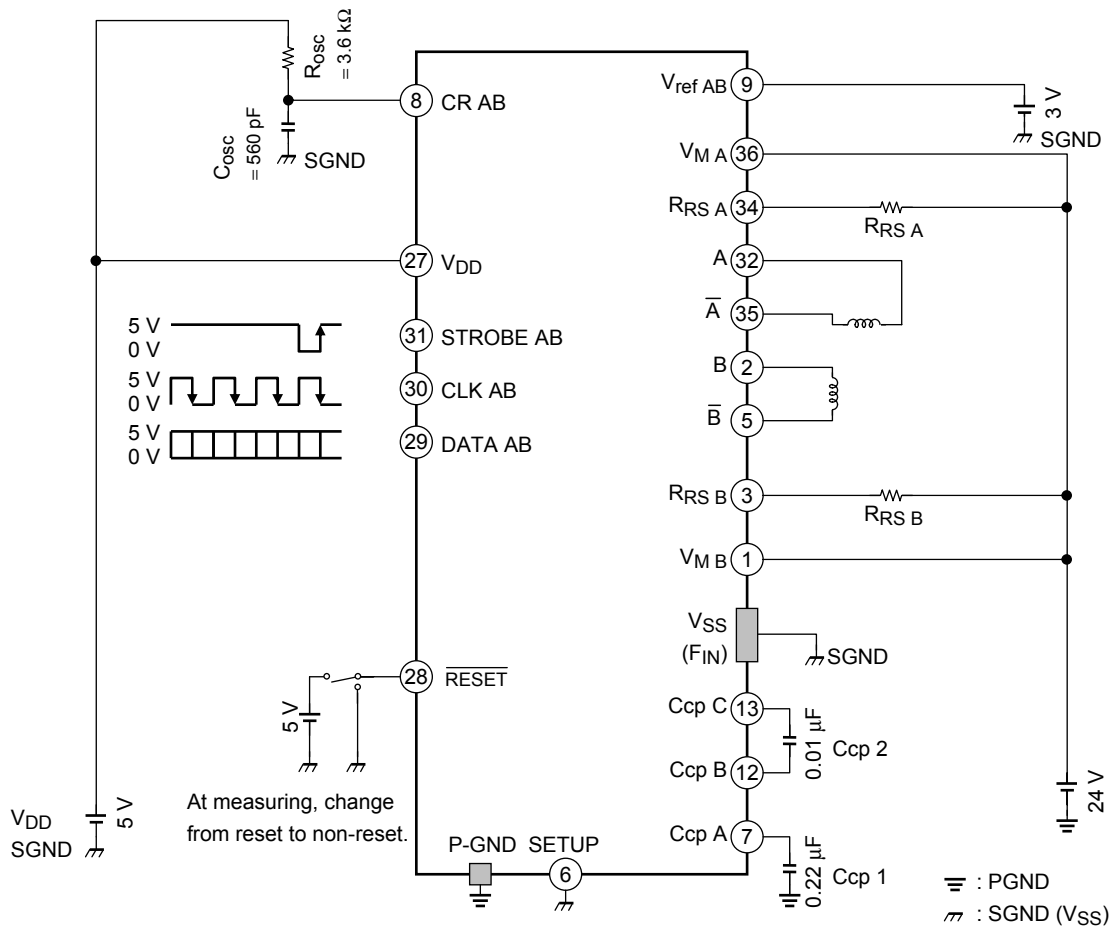 Rosc
= 3.6 kΩ
Cosc
= 560 pF
SGND
8 CR AB
Vref AB 9
3 V
SGND
VM A 36
RRS A 34
RRS A
27 VDD
A 32
A̅ 35
5 V
0 V
31 STROBE AB
5 V
0 V
30 CLK AB
5 V
0 V
29 DATA AB
B 2
B̅ 5
RRS B 3
RRS B
VM B 1
VSS
(FIN)
SGND
28 R̅E̅S̅E̅T̅
5 V
At measuring, change
from reset to non-reset.
Ccp C 13
0.01 μF
Ccp 2
Ccp B 12
Ccp A 7
0.22 μF
Ccp 1
24 V
VDD
SGND
5 V
P-GND
SETUP
6
: PGND
: SGND (VSS)